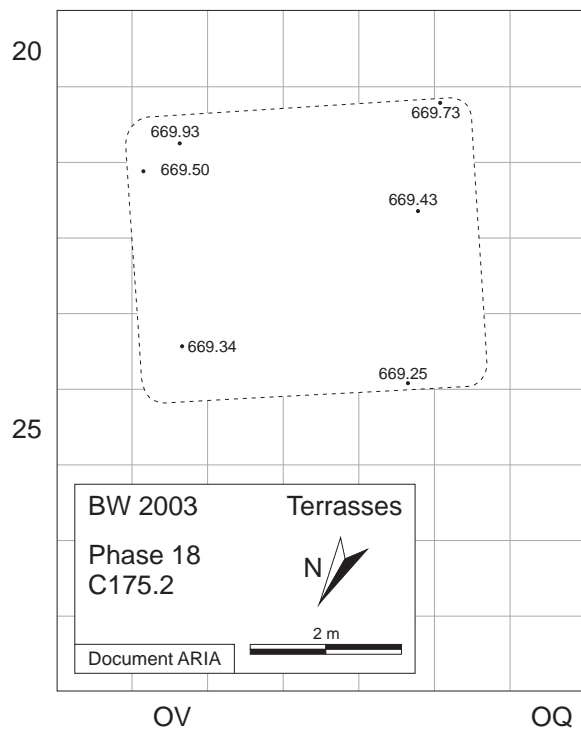 20
669.73
669.93
669.50
669.43
669.34
669.25
25
BW 2003 Terrasses
Phase 18
C175.2
N
2 m
Document ARIA
OV OQ